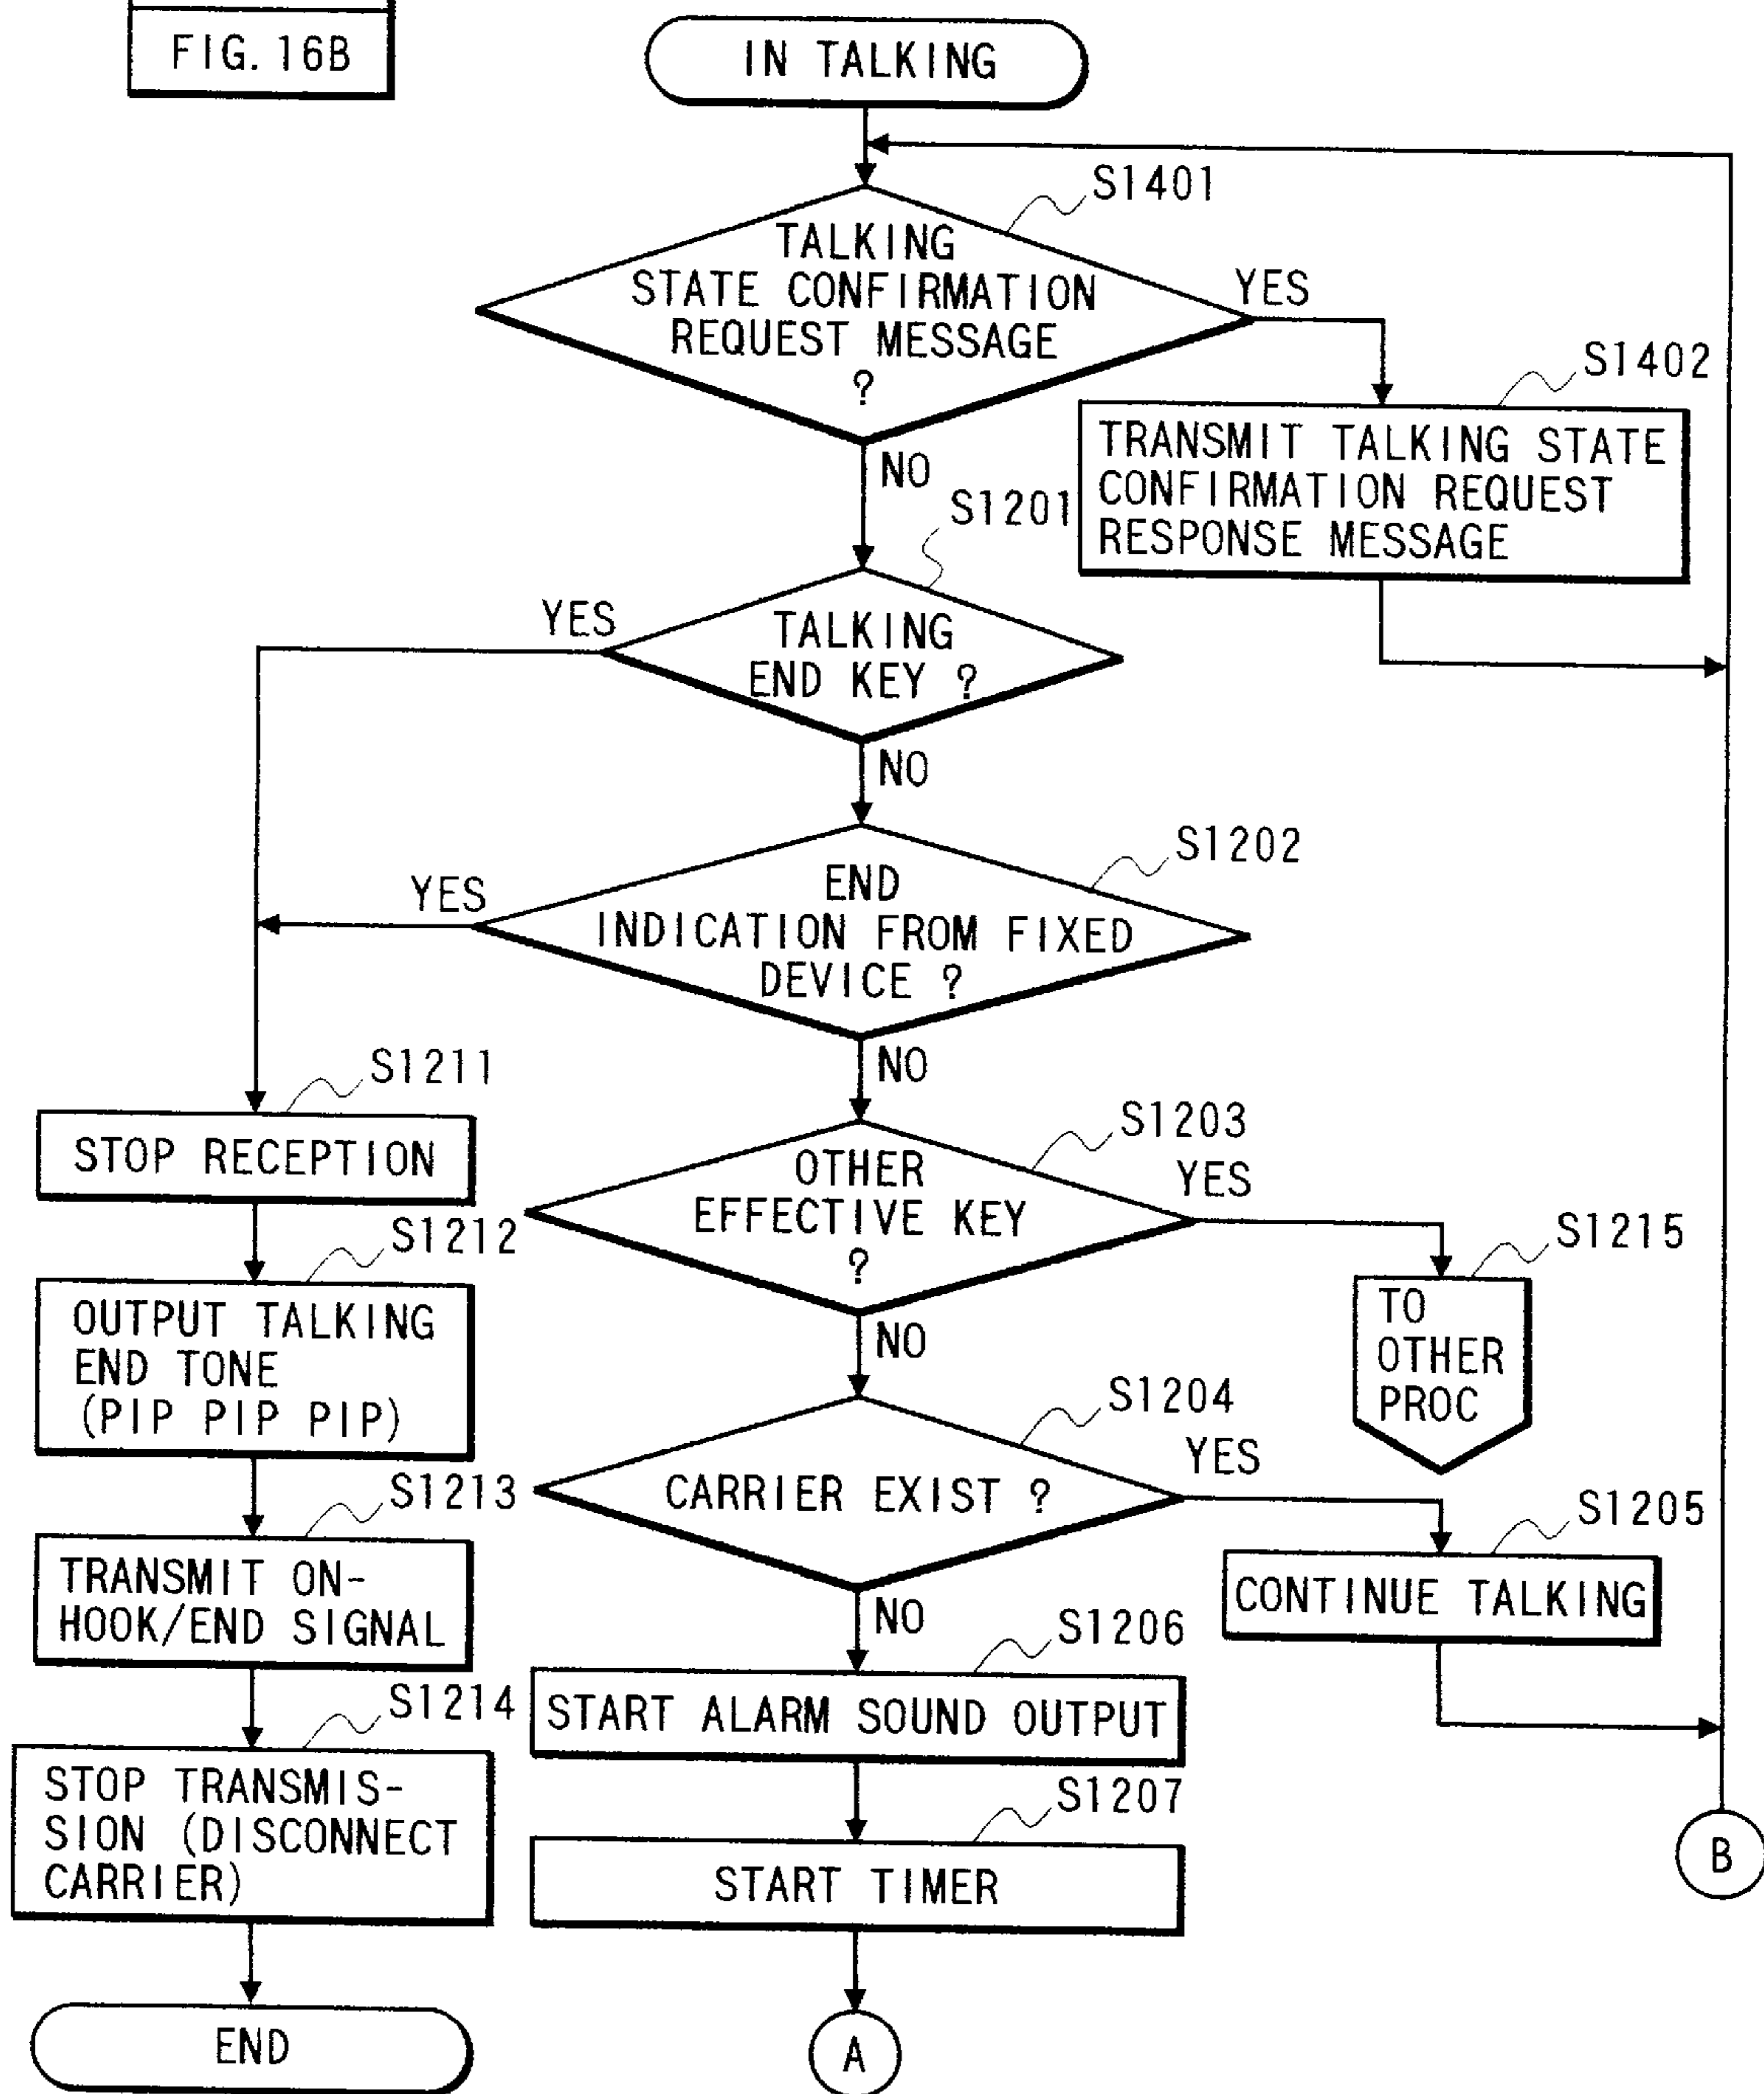 FIG. 16B
IN TALKING
S1401
TALKING
STATE CONFIRMATION
REQUEST MESSAGE
?
YES
NO
S1402
TRANSMIT TALKING STATE
CONFIRMATION REQUEST
RESPONSE MESSAGE
S1201
TALKING
END KEY ?
YES
NO
S1202
END
INDICATION FROM FIXED
DEVICE ?
YES
NO
S1211
STOP RECEPTION
S1203
OTHER
EFFECTIVE KEY
?
YES
NO
S1215
TO
OTHER
PROC
S1212
OUTPUT TALKING
END TONE
(PIP PIP PIP)
S1204
CARRIER EXIST ?
YES
NO
S1205
CONTINUE TALKING
S1213
TRANSMIT ON-
HOOK/END SIGNAL
S1206
START ALARM SOUND OUTPUT
S1214
STOP TRANSMIS-
SION (DISCONNECT
CARRIER)
S1207
START TIMER
B
END
A